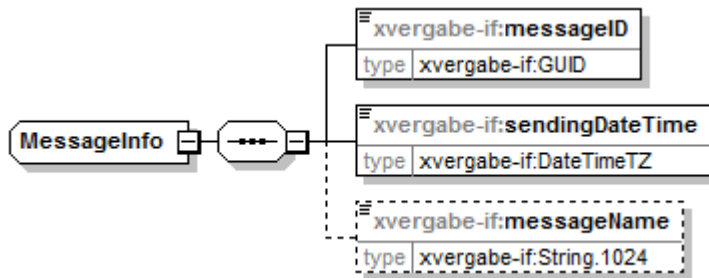 xvergabe-if:messageID
type xvergabe-if:GUID
MessageInfo
xvergabe-if:sendingDateTime
type xvergabe-if:DateTimeTZ
xvergabe-if:messageName
type xvergabe-if:String.1024